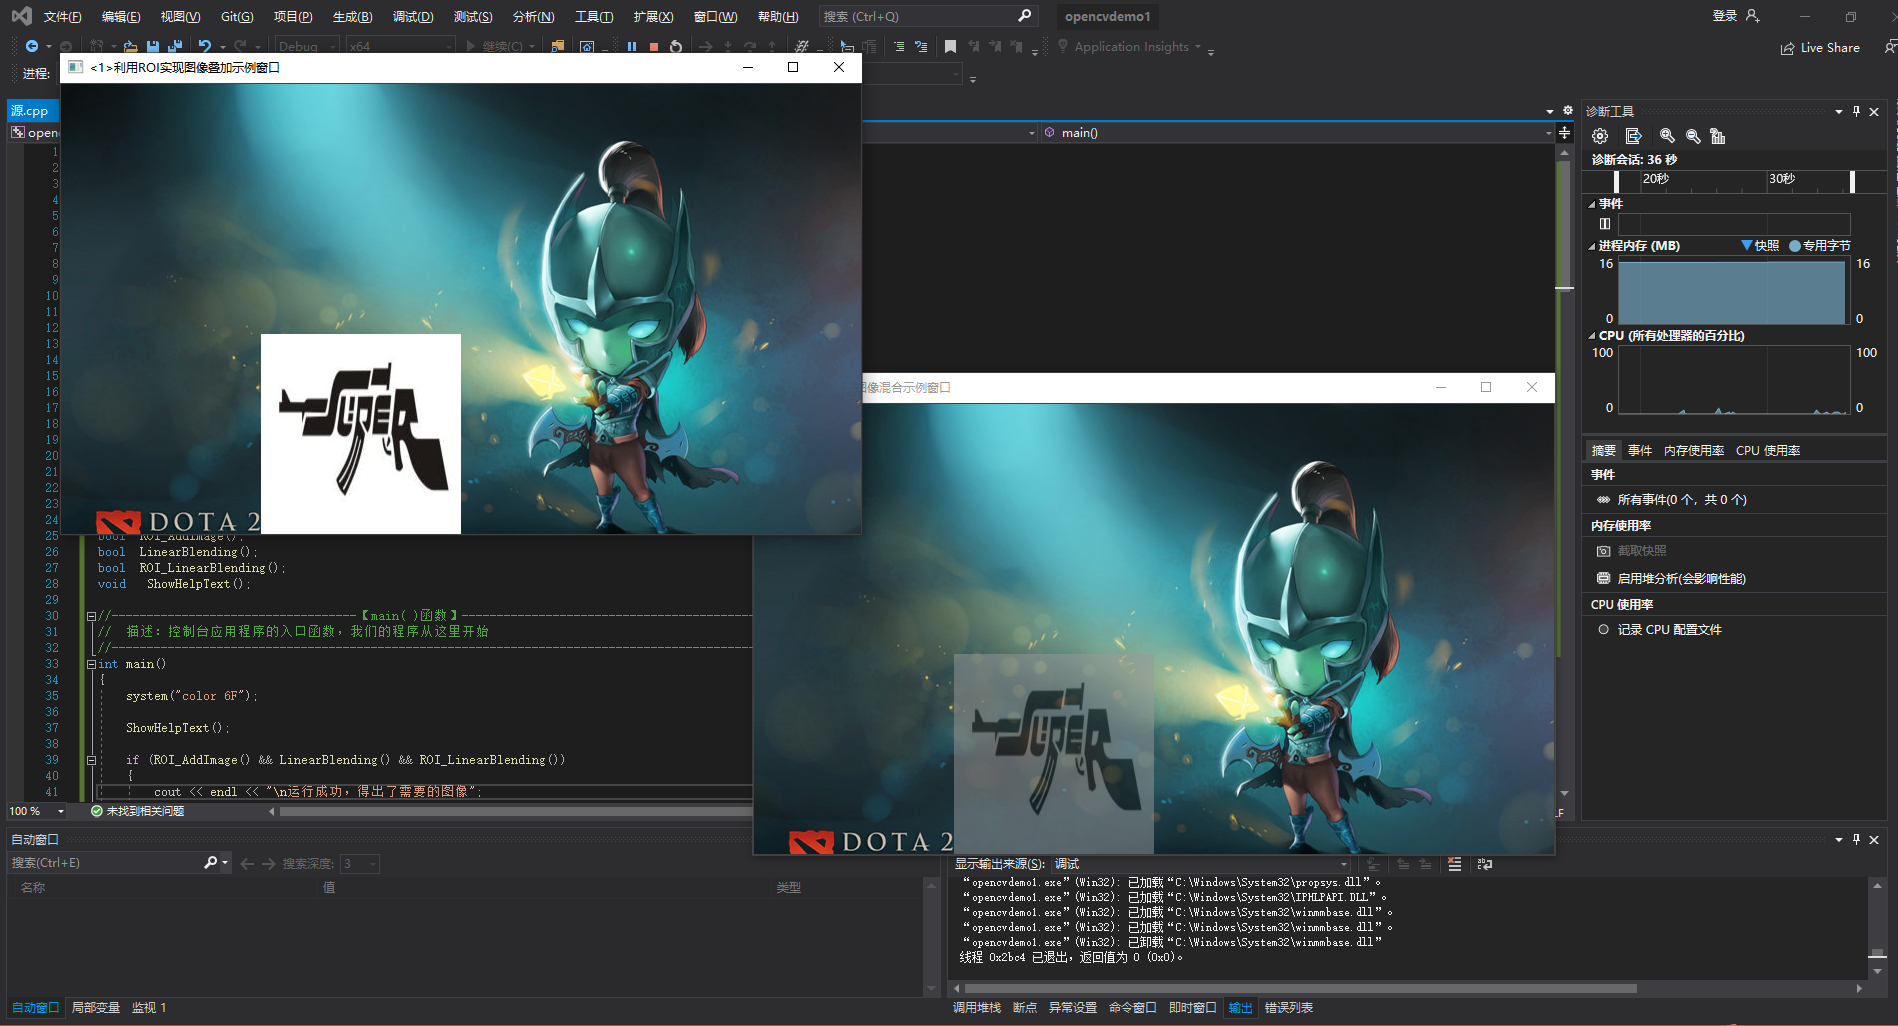 文件(F) 编辑(E) 视图(V) Git(G) 项目(P) 生成(B) 调试(D) 测试(S) 分析(N) 工具(T) 扩展(X) 窗口(W) 帮助(H) 搜索 (Ctrl+Q) opencvdemo1 登录
Debug x64 继续(C) Application Insights Live Share
进程:
<1>利用ROI实现图像叠加示例窗口
源.cpp
main()
SUPER
DOTA 2
1
2
3
4
5
6
7
8
9
10
11
12
13
14
15
16
17
18
19
20
21
22
23
24
25 bool ROI_AddImage();
26 bool LinearBlending();
27 bool ROI_LinearBlending();
28 void ShowHelpText();
29
30 //-----------------------------------【main( )函数】------------------------------------------
31 // 描述：控制台应用程序的入口函数，我们的程序从这里开始
32 //-----------------------------------------------------------------------------------------------
33 int main()
34 {
35 system("color 6F");
36
37 ShowHelpText();
38
39 if (ROI_AddImage() && LinearBlending() && ROI_LinearBlending())
40 {
41 cout << endl << "\n运行成功，得出了需要的图像";
100 % 未找到相关问题
图像混合示例窗口
SUPER
DOTA 2
诊断工具
诊断会话: 36 秒
20秒 30秒
事件
进程内存 (MB) 快照 专用字节
16 16
0 0
CPU (所有处理器的百分比)
100 100
0 0
摘要 事件 内存使用率 CPU 使用率
事件
所有事件(0 个，共 0 个)
内存使用率
截取快照
启用堆分析(会影响性能)
CPU 使用率
记录 CPU 配置文件
自动窗口
搜索(Ctrl+E) 搜索深度: 3
名称 值 类型
自动窗口 局部变量 监视 1
显示输出来源(S): 调试
“opencvdemo1.exe”(Win32): 已加载“C:\Windows\System32\propsys.dll”。
“opencvdemo1.exe”(Win32): 已加载“C:\Windows\System32\IPHLPAPI.DLL”。
“opencvdemo1.exe”(Win32): 已加载“C:\Windows\System32\winmmbase.dll”。
“opencvdemo1.exe”(Win32): 已加载“C:\Windows\System32\winmmbase.dll”。
“opencvdemo1.exe”(Win32): 已卸载“C:\Windows\System32\winmmbase.dll”
线程 0x2bc4 已退出，返回值为 0 (0x0)。
调用堆栈 断点 异常设置 命令窗口 即时窗口 输出 错误列表